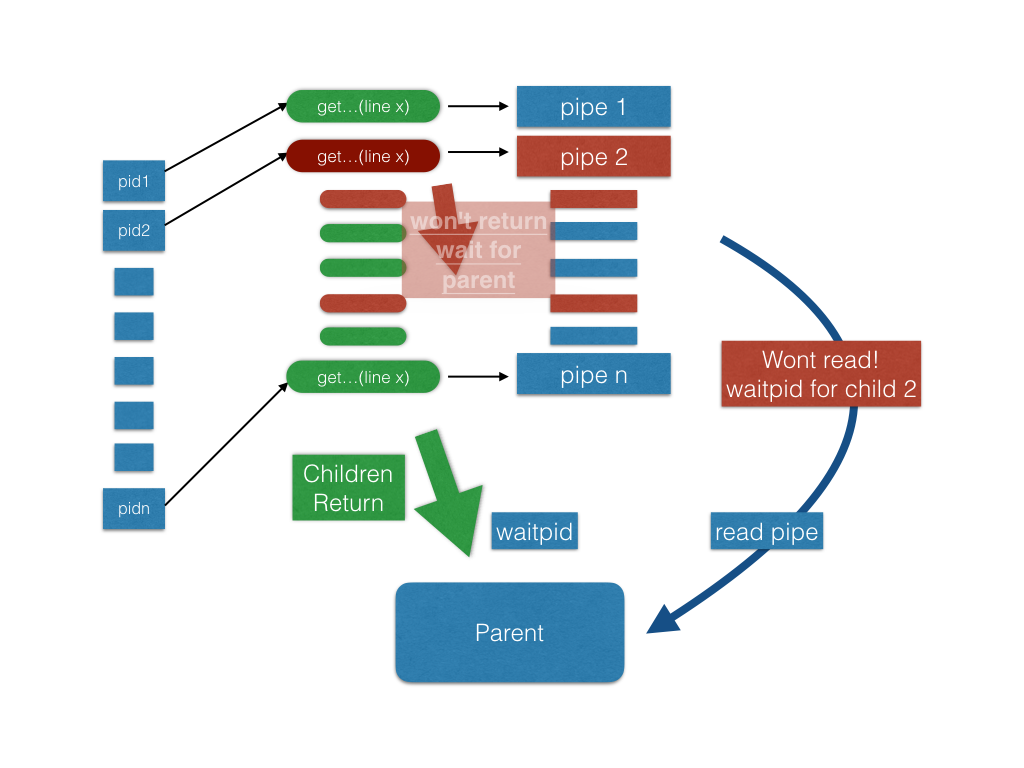 get...(line x)
pipe 1
get...(line x)
pipe 2
pid1
pid2
won't return
wait for
parent
Wont read!
waitpid for child 2
get...(line x)
pipe n
Children
Return
pidn
waitpid
read pipe
Parent